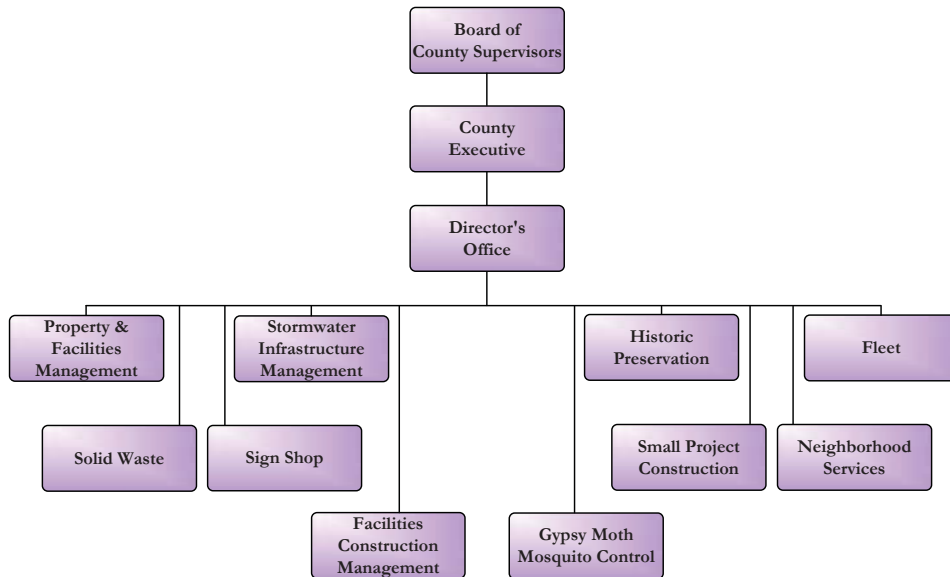 Board of
County Supervisors
County
Executive
Director's
Office
Property &
Facilities
Management
Stormwater
Infrastructure
Management
Historic
Preservation
Fleet
Solid Waste
Sign Shop
Small Project
Construction
Neighborhood
Services
Facilities
Construction
Management
Gypsy Moth
Mosquito Control